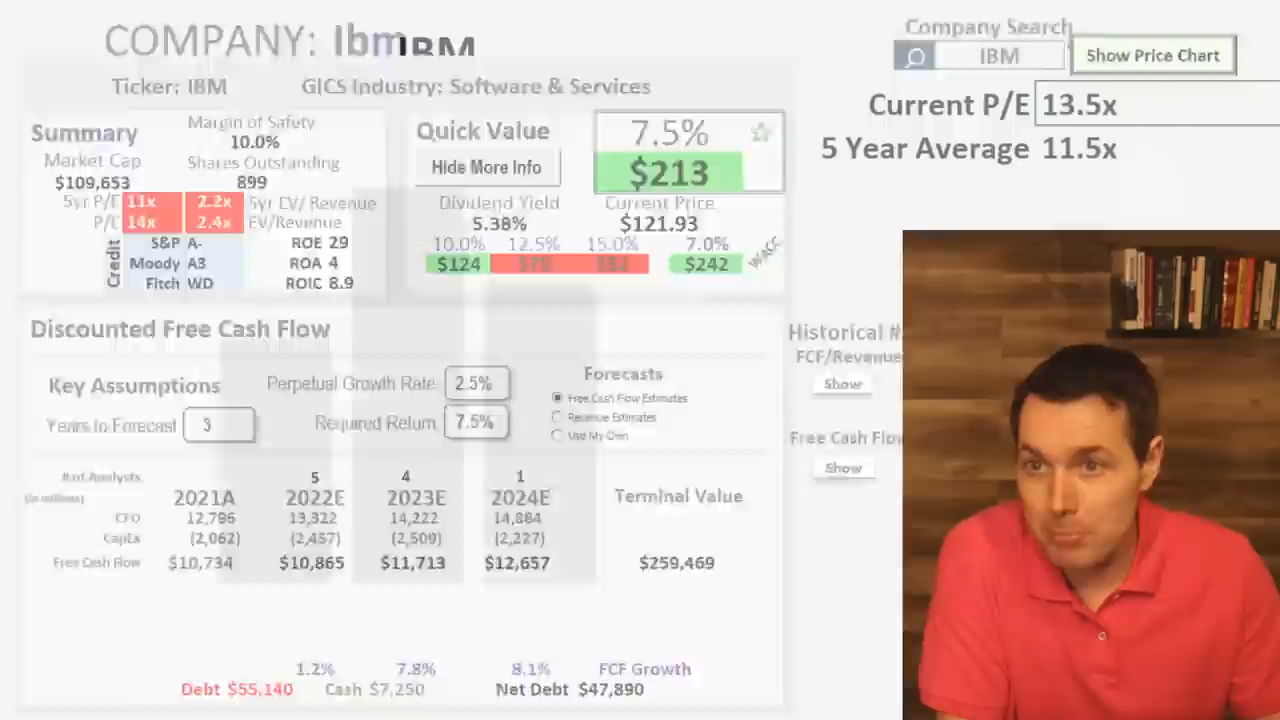 COMPANY: Ibm IBM
Company Search
IBM
Show Price Chart
Ticker: IBM
GICS Industry: Software & Services
Current P/E 13.5x
5 Year Average 11.5x
Summary
Margin of Safety
10.0%
Market Cap
Shares Outstanding
$109,653
899
5yr P/E 11x 2.2x 5yr EV/ Revenue
P/E 14x 2.4x EV/Revenue
Credit
S&P A- ROE 29
Moody A3 ROA 4
Fitch WD ROIC 8.9
Quick Value
7.5%
Hide More Info
$213
Dividend Yield
Current Price
5.38%
$121.93
10.0% 12.5% 15.0% 7.0%
$124 $242 WACC
Discounted Free Cash Flow
Historical #
FCF/Revenue
Show
Free Cash Flow
Show
Key Assumptions
Perpetual Growth Rate 2.5%
Years to Forecast 3
Required Return 7.5%
Forecasts
Free Cash Flow Estimates
Revenue Estimates
Use My Own
# of Analysts 5 4 1
(in millions) 2021A 2022E 2023E 2024E Terminal Value
CFO 12,796 13,322 14,222 14,884
CapEx (2,062) (2,457) (2,509) (2,227)
Free Cash Flow $10,734 $10,865 $11,713 $12,657 $259,469
1.2% 7.8% 8.1% FCF Growth
Debt $55,140 Cash $7,250 Net Debt $47,890